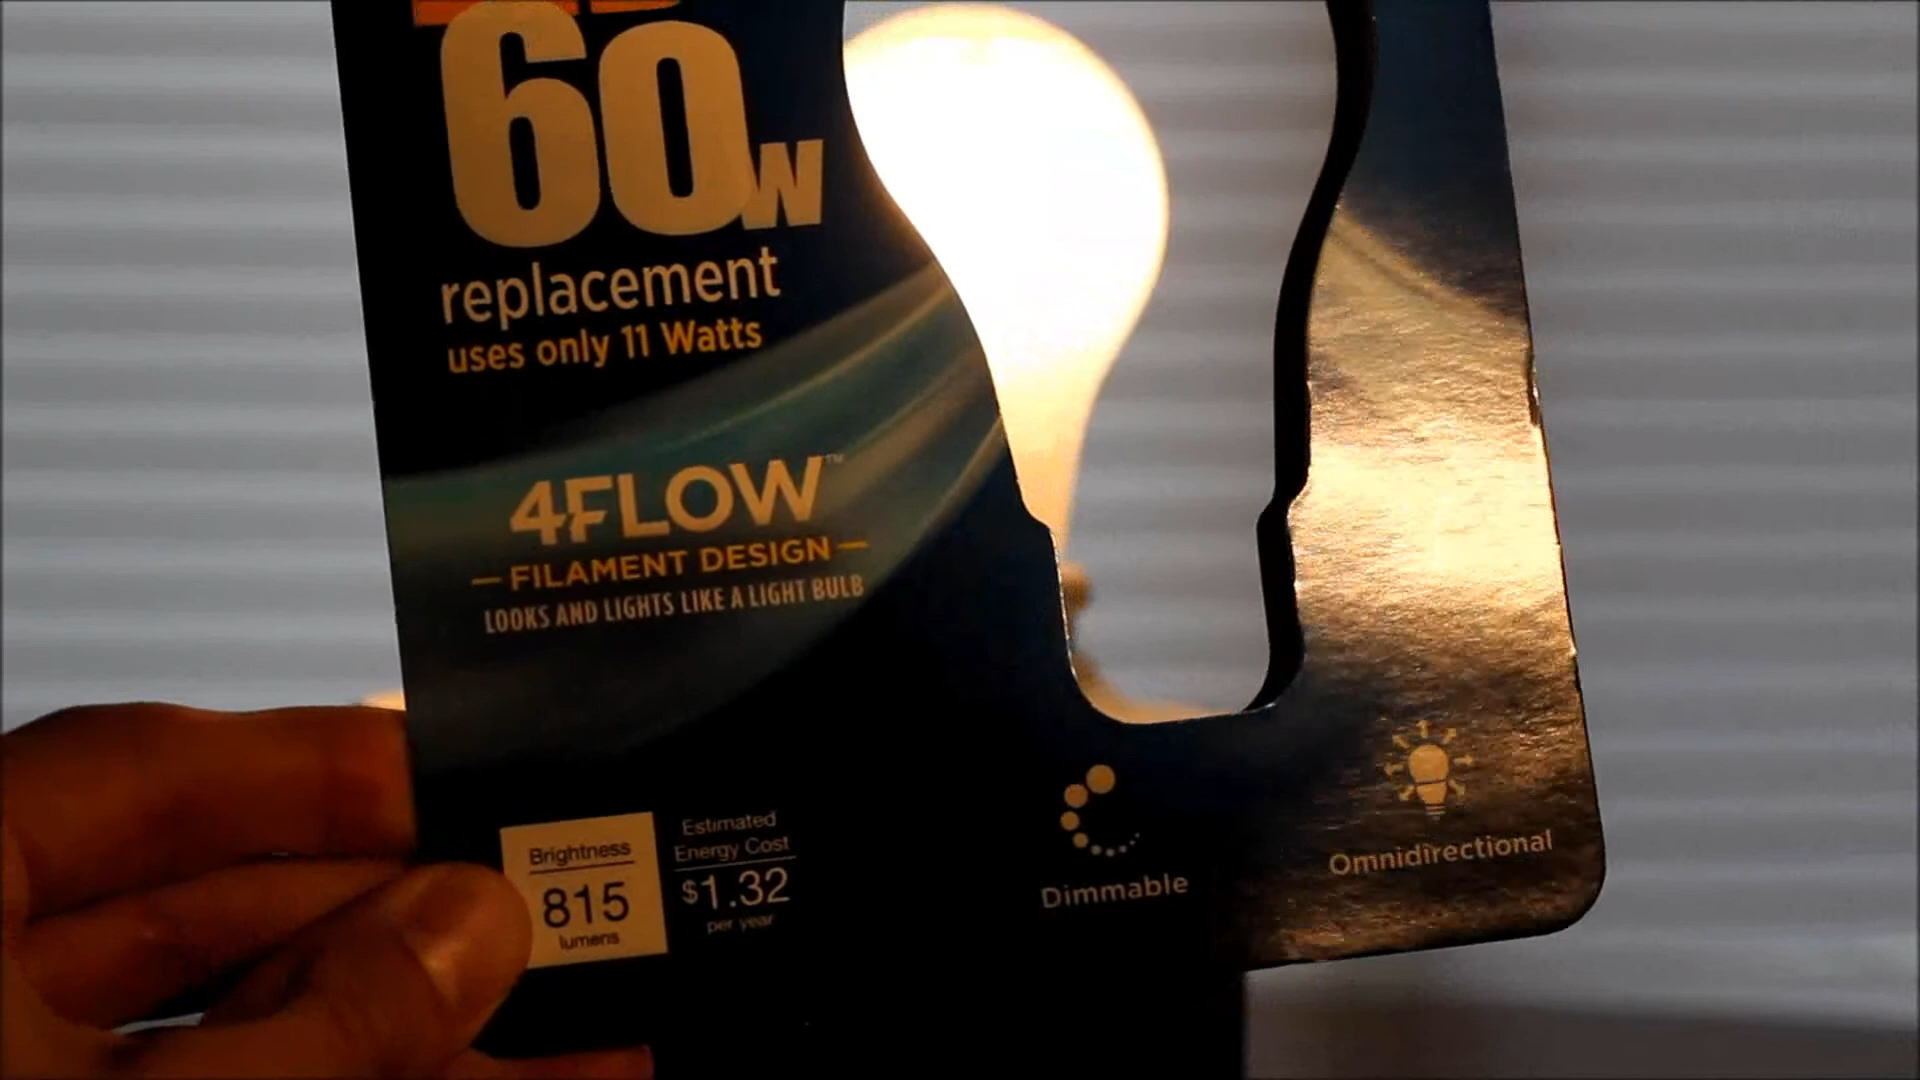 60W
replacement
uses only 11 Watts
4FLOW™
FILAMENT DESIGN
LOOKS AND LIGHTS LIKE A LIGHT BULB
Brightness
815
lumens
Estimated
Energy Cost
$1.32
per year
Dimmable
Omnidirectional